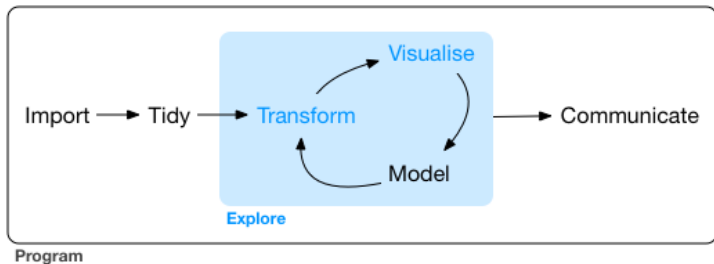 Visualise
Import
Tidy
Transform
Communicate
Model
Explore
Program